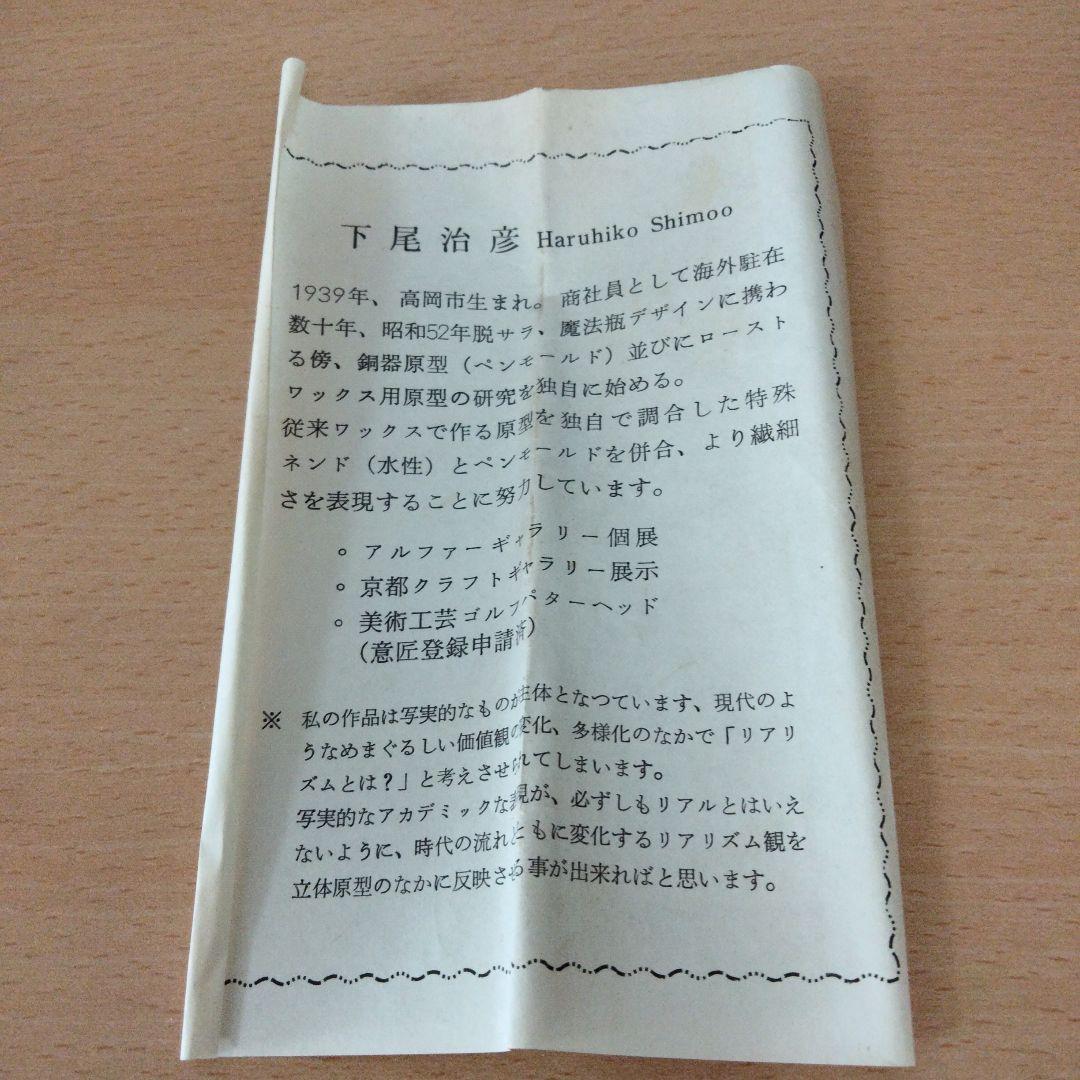 下尾治彦 Haruhiko Shimoo
1939年、高岡市生まれ。商社員として海外駐在
数十年、昭和52年脱サラ、魔法瓶デザインに携わ
る傍、銅器原型（ペンモールド）並びにロースト
ワックス用原型の研究を独自に始める。
従来ワックスで作る原型を独自で調合した特殊
ネンド（水性）とペンモールドを併合、より繊細
さを表現することに努力しています。
○ アルファーギャラリー個展
○ 京都クラフトギャラリー展示
○ 美術工芸ゴルフパターヘッド
（意匠登録申請済）
※ 私の作品は写実的なものが主体となつています、現代のよ
うなめまぐるしい価値観の変化、多様化のなかで「リアリ
ズムとは？」と考えさせられてしまいます。
写実的なアカデミックな表現が、必ずしもリアルとはいえ
ないように、時代の流れともに変化するリアリズム観を
立体原型のなかに反映させる事が出来ればと思います。